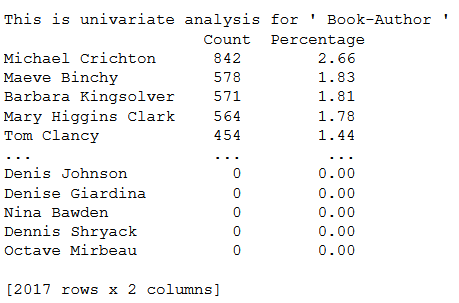 This is univariate analysis for ' Book-Author '
Count Percentage
Michael Crichton 842 2.66
Maeve Binchy 578 1.83
Barbara Kingsolver 571 1.81
Mary Higgins Clark 564 1.78
Tom Clancy 454 1.44
... ... ...
Denis Johnson 0 0.00
Denise Giardina 0 0.00
Nina Bawden 0 0.00
Dennis Shryack 0 0.00
Octave Mirbeau 0 0.00
[2017 rows x 2 columns]